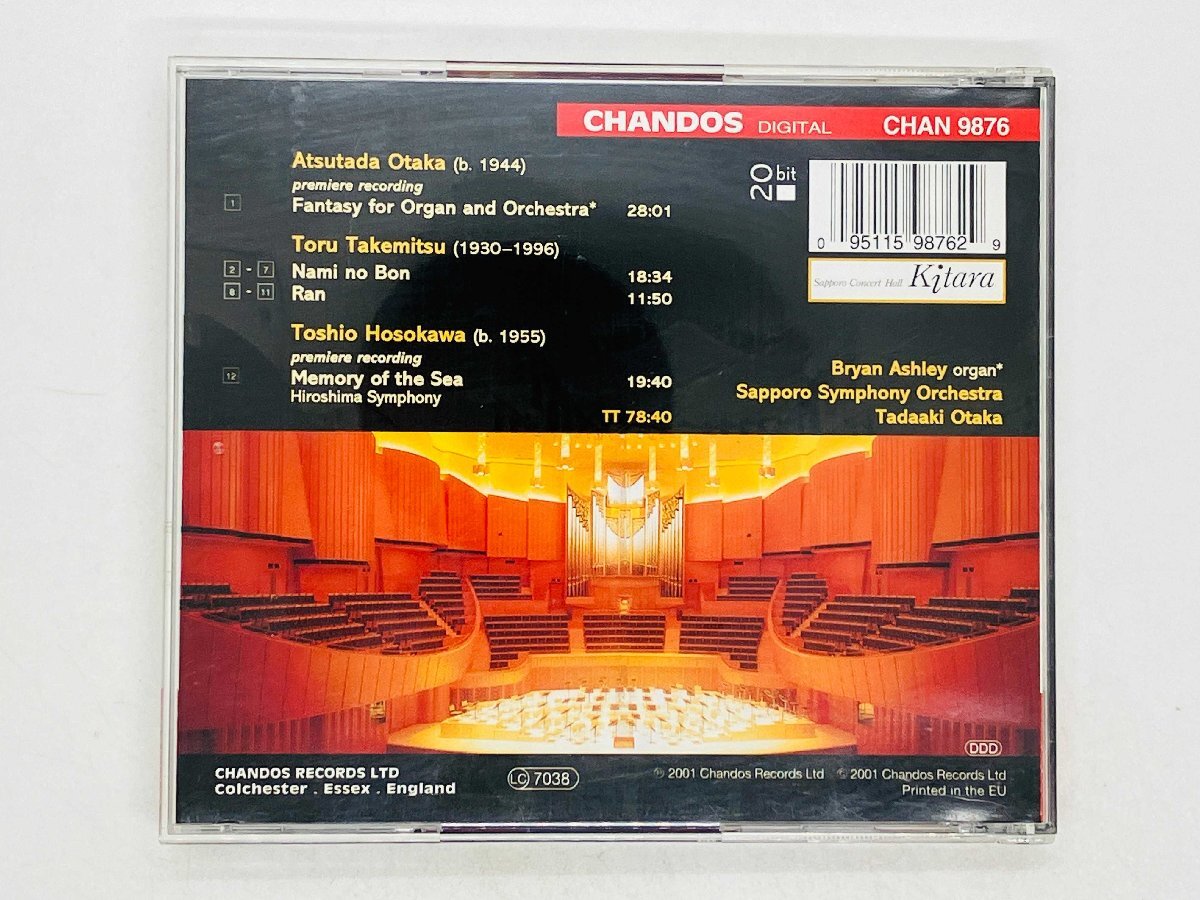 CHANDOS DIGITAL CHAN 9876
Atsutada Otaka (b. 1944)
premiere recording
1 Fantasy for Organ and Orchestra* 28:01
Toru Takemitsu (1930–1996)
2 - 7 Nami no Bon 18:34
8 - 11 Ran 11:50
Toshio Hosokawa (b. 1955)
premiere recording
12 Memory of the Sea 19:40
Hiroshima Symphony
TT 78:40
20 bit
0 95115 98762 9
Sapporo Concert Hall Kitara
Bryan Ashley organ*
Sapporo Symphony Orchestra
Tadaaki Otaka
DDD
CHANDOS RECORDS LTD
Colchester . Essex . England
LC 7038
℗ 2001 Chandos Records Ltd © 2001 Chandos Records Ltd
Printed in the EU